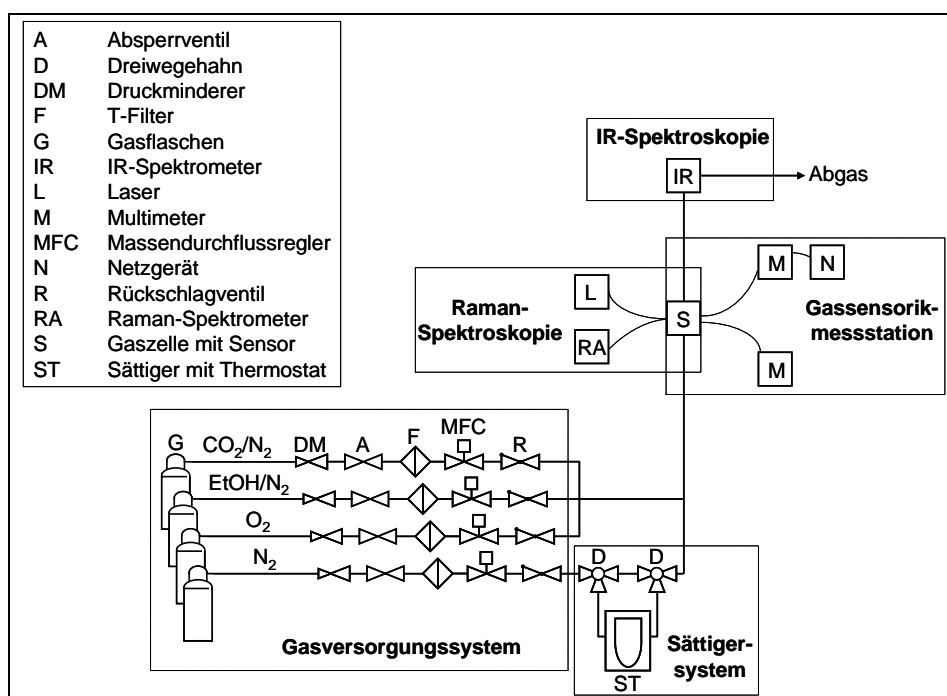 A Absperrventil
D Dreiwegehahn
DM Druckminderer
F T-Filter
G Gasflaschen
IR IR-Spektrometer
L Laser
M Multimeter
MFC Massendurchflussregler
N Netzgerät
R Rückschlagventil
RA Raman-Spektrometer
S Gaszelle mit Sensor
ST Sättiger mit Thermostat
IR-Spektroskopie
IR
Abgas
Raman-
Spektroskopie
L
RA
S
M
N
M
Gassensorik-
messstation
G
CO2/N2
DM
A
F
MFC
R
EtOH/N2
O2
N2
Gasversorgungssystem
D
D
ST
Sättiger-
system